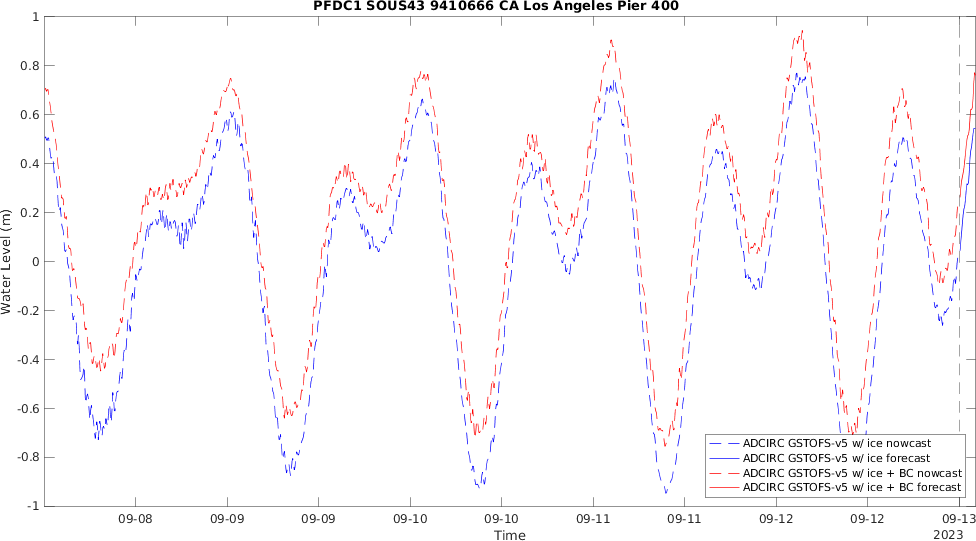 PFDC1 SOUS43 9410666 CA Los Angeles Pier 400
1
0.8
0.6
0.4
0.2
0
-0.2
-0.4
-0.6
-0.8
-1
Water Level (m)
ADCIRC GSTOFS-v5 w/ ice nowcast
ADCIRC GSTOFS-v5 w/ ice forecast
ADCIRC GSTOFS-v5 w/ ice + BC nowcast
ADCIRC GSTOFS-v5 w/ ice + BC forecast
09-08 09-09 09-09 09-10 09-10 09-11 09-11 09-12 09-12 09-13
Time
2023